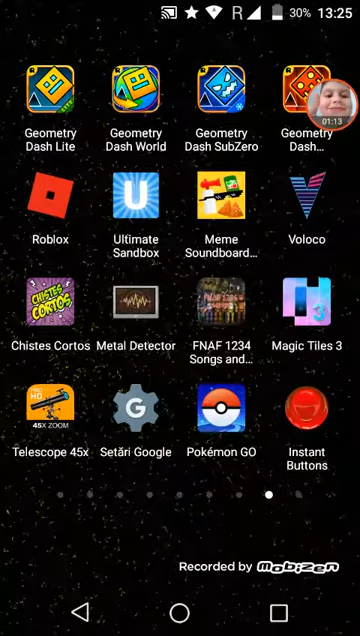 R 30% 13:25
01:13
Geometry Dash Lite
Geometry Dash World
Geometry Dash SubZero
Geometry Dash...
Roblox
Ultimate Sandbox
Meme Soundboard...
Voloco
CHISTES CORTOS
Chistes Cortos
Metal Detector
FNAF 1234 Songs and...
Magic Tiles 3
HD
45X ZOOM
Telescope 45x
G
Setări Google
Pokémon GO
Instant Buttons
Recorded by mobizen